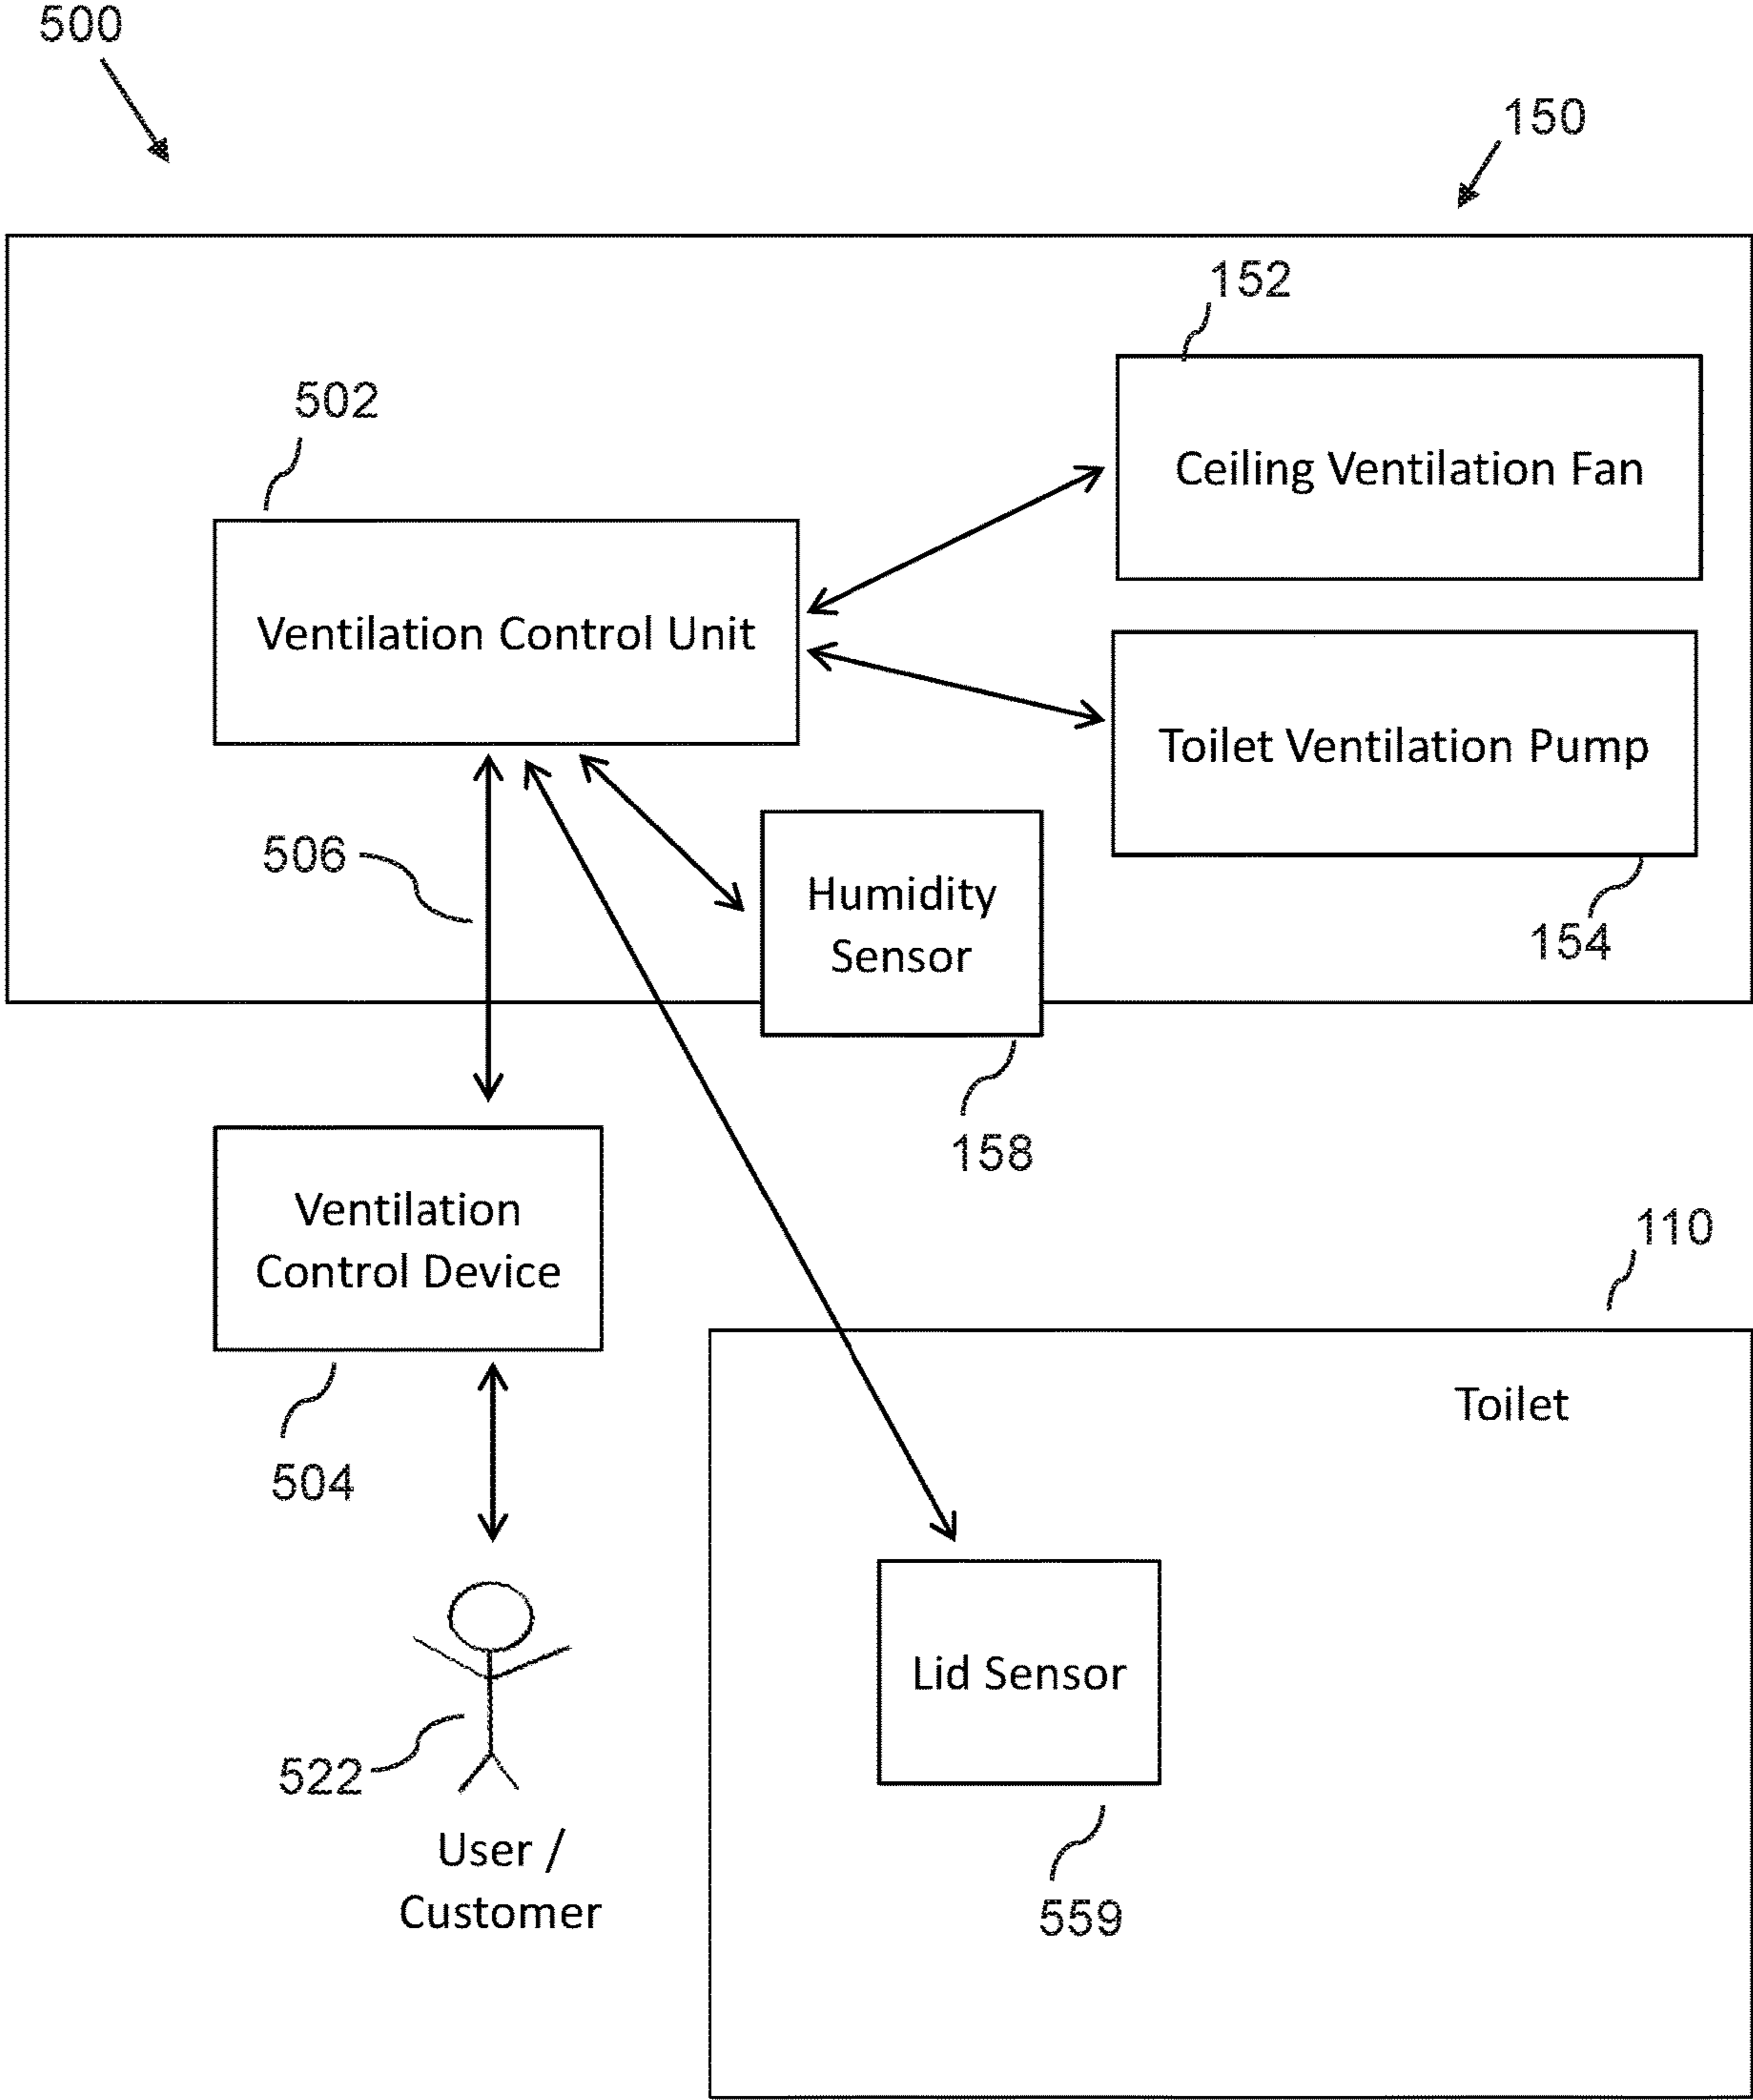 500
150
152
502
Ceiling Ventilation Fan
Ventilation Control Unit
Toilet Ventilation Pump
506
Humidity
Sensor
154
158
Ventilation
Control Device
110
Toilet
504
Lid Sensor
522
User /
Customer
559